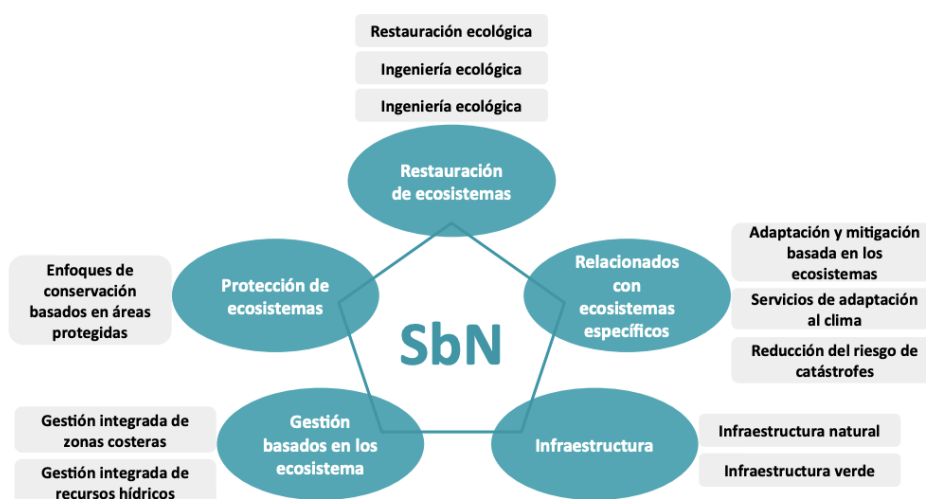 Restauración ecológica
Ingeniería ecológica
Ingeniería ecológica
Restauración
de ecosistemas
Adaptación y mitigación
basada en los
ecosistemas
Servicios de adaptación
al clima
Reducción del riesgo de
catástrofes
Relacionados
con
ecosistemas
específicos
Enfoques de
conservación
basados en áreas
protegidas
Protección de
ecosistemas
SbN
Gestión integrada de
zonas costeras
Gestión integrada de
recursos hídricos
Gestión
basados en los
ecosistema
Infraestructura
Infraestructura natural
Infraestructura verde